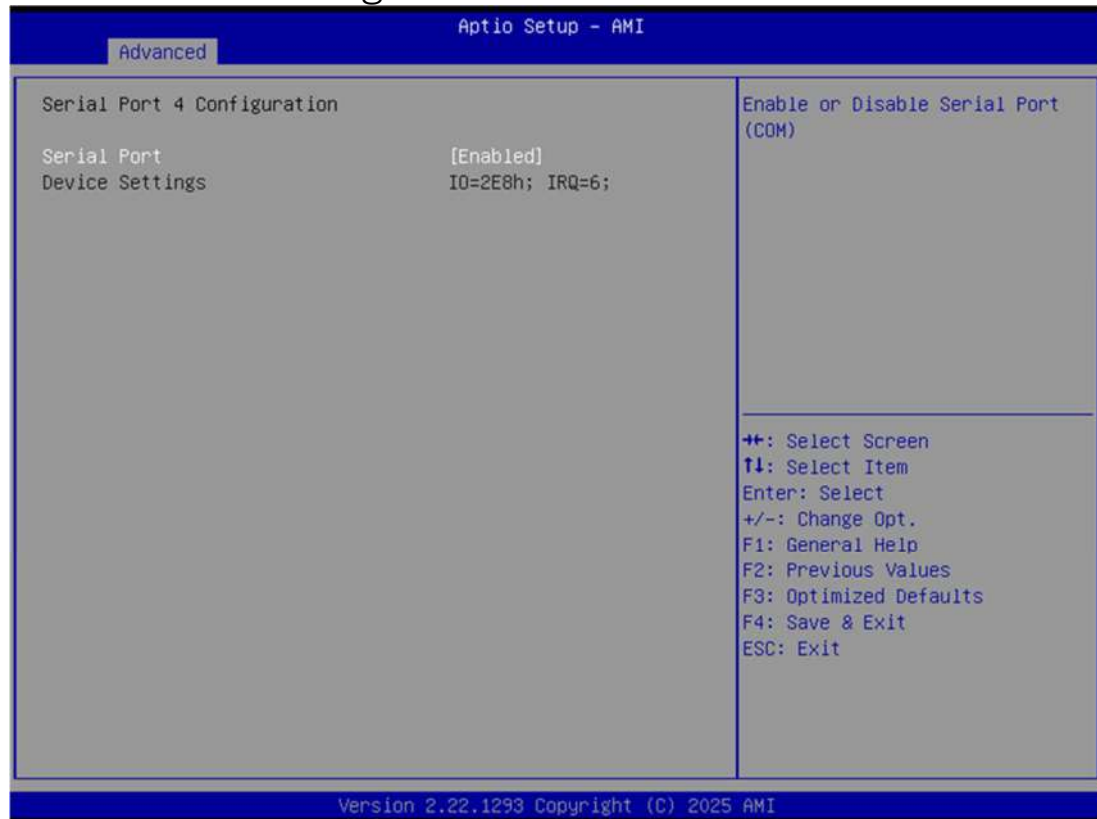 Aptio Setup – AMI
Advanced
Serial Port 4 Configuration
Serial Port [Enabled]
Device Settings IO=2E8h; IRQ=6;
Enable or Disable Serial Port
(COM)
→←: Select Screen
↑↓: Select Item
Enter: Select
+/-: Change Opt.
F1: General Help
F2: Previous Values
F3: Optimized Defaults
F4: Save & Exit
ESC: Exit
Version 2.22.1293 Copyright (C) 2025 AMI